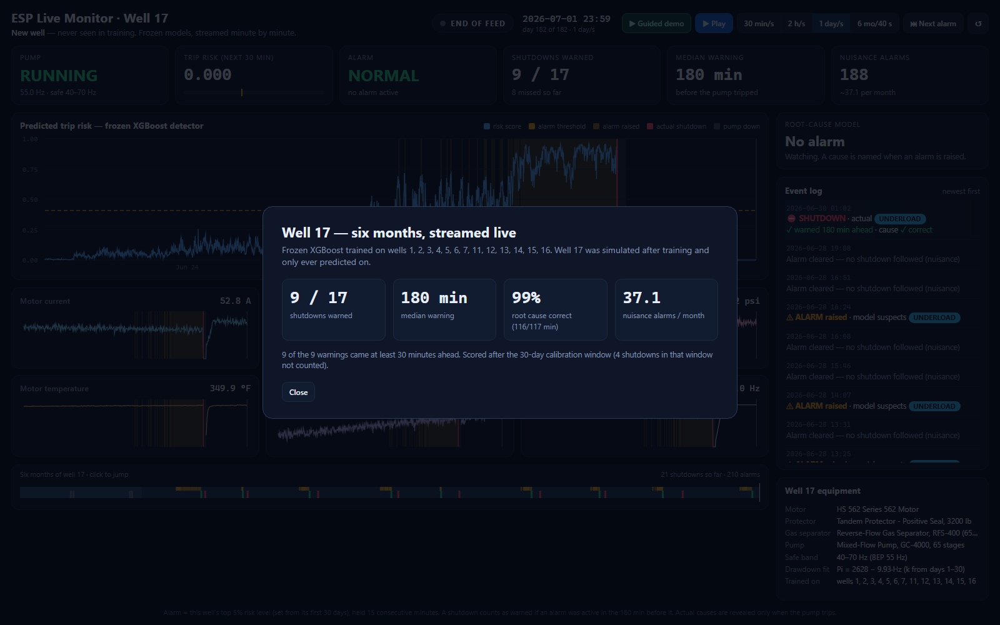 ESP Live Monitor · Well 17
New well — never seen in training. Frozen models, streamed minute by minute.
END OF FEED
2026-07-01 23:59
day 182 of 182 · 1 day/s
▶ Guided demo
▶ Play
30 min/s
2 h/s
1 day/s
6 mo/40 s
⏭ Next alarm
↺
PUMP
RUNNING
55.0 Hz · safe 40–70 Hz
TRIP RISK (NEXT 30 MIN)
0.000
ALARM
NORMAL
no alarm active
SHUTDOWNS WARNED
9 / 17
8 missed so far
MEDIAN WARNING
180 min
before the pump tripped
NUISANCE ALARMS
188
~37.1 per month
Predicted trip risk — frozen XGBoost detector
risk score
alarm threshold
alarm raised
actual shutdown
pump down
1.00
0.75
0.50
0.25
0.00
Jun 24
ROOT-CAUSE MODEL
No alarm
Watching. A cause is named when an alarm is raised.
Event log
newest first
2026-06-30 01:02
⛔ SHUTDOWN · actual UNDERLOAD
✓ warned 180 min ahead · cause ✓ correct
2026-06-28 19:08
Alarm cleared — no shutdown followed (nuisance)
2026-06-28 16:51
Alarm cleared — no shutdown followed (nuisance)
2026-06-28 16:24
⚠ ALARM raised · model suspects UNDERLOAD
2026-06-28 16:08
Alarm cleared — no shutdown followed (nuisance)
2026-06-28 15:46
Alarm cleared — no shutdown followed (nuisance)
2026-06-28 14:07
⚠ ALARM raised · model suspects UNDERLOAD
2026-06-28 13:31
Alarm cleared — no shutdown followed (nuisance)
2026-06-28 13:25
Well 17 — six months, streamed live
Frozen XGBoost trained on wells 1, 2, 3, 4, 5, 6, 7, 11, 12, 13, 14, 15, 16. Well 17 was simulated after training and
only ever predicted on.
9 / 17
shutdowns warned
180 min
median warning
99%
root cause correct
(116/117 min)
37.1
nuisance alarms / month
9 of the 9 warnings came at least 30 minutes ahead. Scored after the 30-day calibration window (4 shutdowns in that window
not counted).
Close
Motor current
52.8 A
psi
Motor temperature
349.9 °F
0 Hz
Six months of well 17 · click to jump
21 shutdowns so far · 210 alarms
Well 17 equipment
Motor HS 562 Series 562 Motor
Protector Tandem Protector - Positive Seal, 3200 lb
Gas separator Reverse-Flow Gas Separator, RFS-400 (65...
Pump Mixed-Flow Pump, GC-4000, 65 stages
Safe band 40–70 Hz (BEP 55 Hz)
Drawdown fit Pi = 2628 − 9.93·Hz (k from days 1–30)
Trained on wells 1, 2, 3, 4, 5, 6, 7, 11, 12, 13, 14, 15, 16
Alarm = this well's top 5% risk level (set from its first 30 days), held 15 consecutive minutes. A shutdown counts as warned if an alarm was active in the 180 min before it. Actual causes are revealed only when the pump trips.